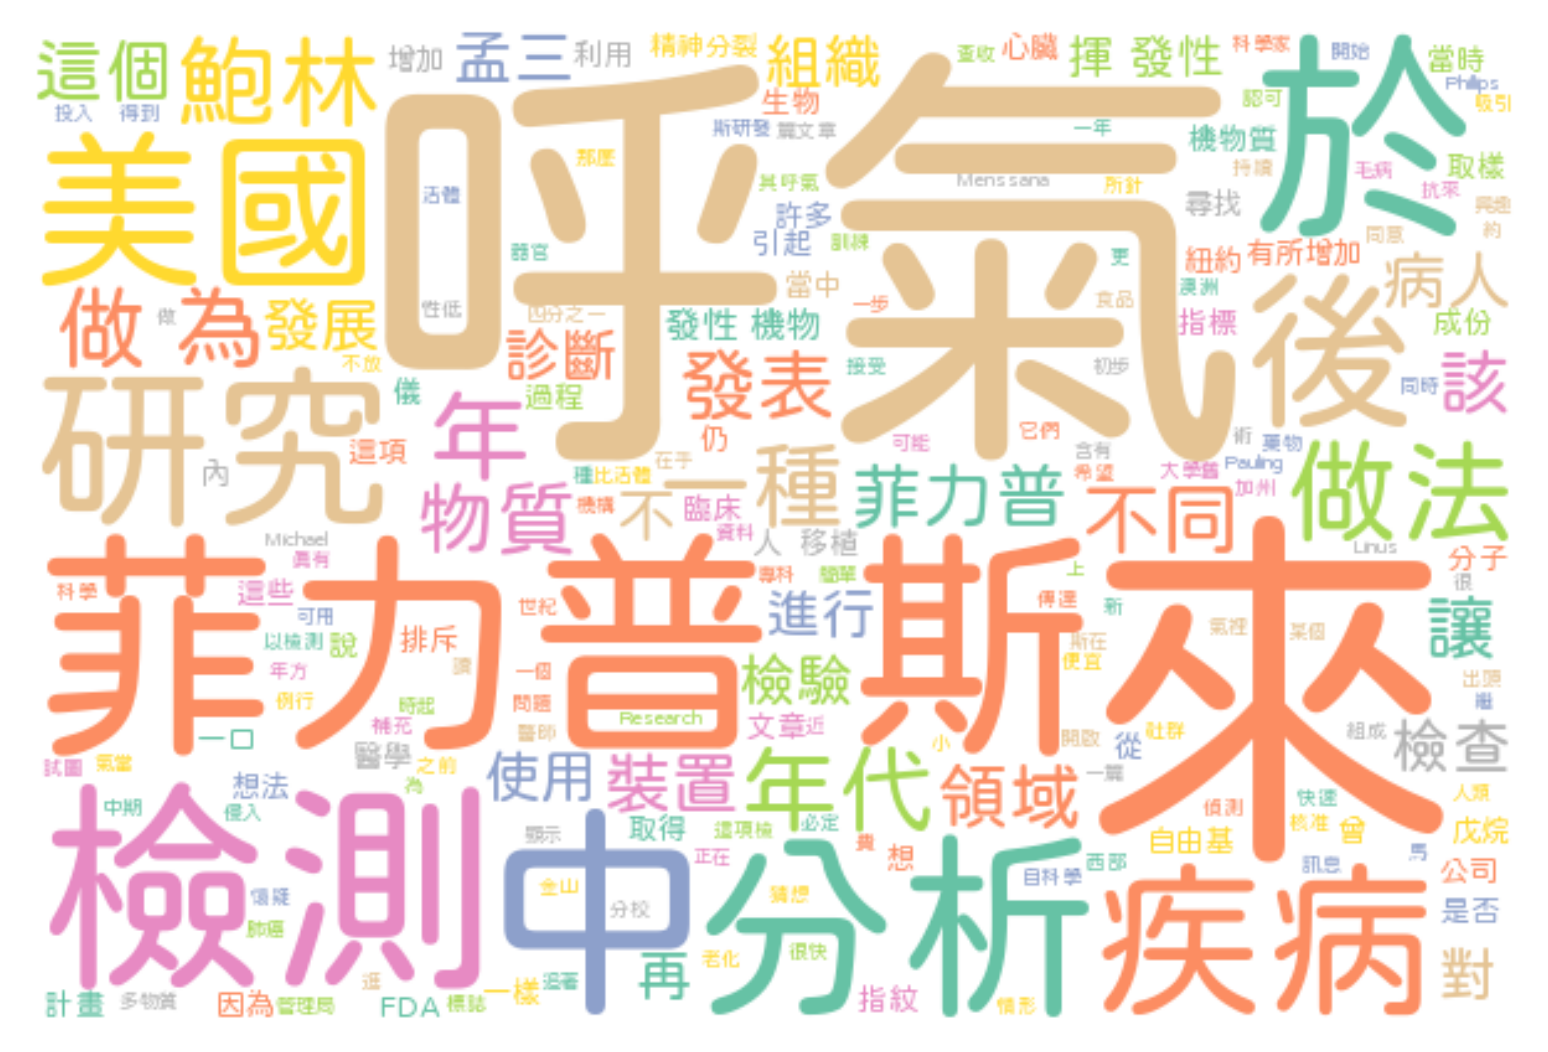 這個
鮑林
增加
孟三
利用
精神分裂
組織
查收
心臟
揮 發性
科學家
開始
當時
Phillips
吸引
投入
得到
生物
斯研發
篇文章
一年
認可
機物質
於
美國
呼氣
那麼
活體
其呼氣
Menssana
所針
持續
毛病
取樣
抗來
尋找
許多
引起
訓練
器官
興趣
約
同意
更
紐約
有所增加
病人
做 為
做
發展
性低
四分之一
當中
一步
食品
澳洲
指標
成份
後
發性 機物
診斷
不放
發表
接受
初步
同時
該
研究
儀
過程
年
這項
內
仍
可能
它們
術
藥物
含有
在于
種
比活體
一種
不
臨床
機構
資料
物質
菲力普
希望
大學醫
Pauling
加州
不同
做法
人 移植
Michael
真有
Linus
分子
很
菲力普斯
來
科學
這些
可用
以檢測
說
排斥
年方
讀
例行
時起
補充
一口
世紀
一個
問題
醫師
專科
簡單
進行
上
傳達
新
斯在
便宜
檢驗
Research
文章
近
氣裡
某個
讓
出頭
繼
試圖
氣當
醫學
之前
為
想法
中期
侵入
使用
裝置
年代
小
開啟
從
社群
一篇
領域
組成
檢查
檢測
顯示
取得
這項檢
必定
貴
想
正在
偵測
快速
核准
曾
人類
戊烷
自由基
西部
訊息
馬
公司
中
金山
分校
猜想
分析
目科學
疾病
是否
懷疑
肺癌
老化
很快
再
對
計畫
多物質
因為
管理局
逛
FDA
標誌
一樣
追著
指紋
情形